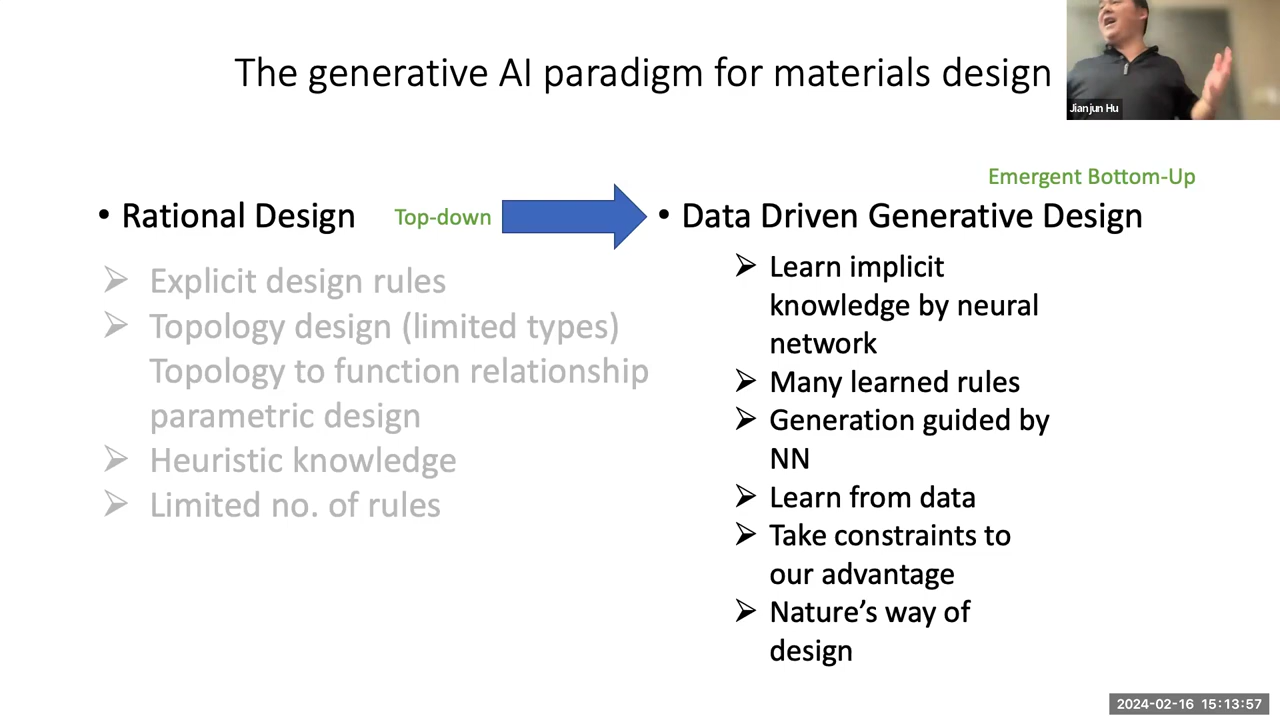 The generative AI paradigm for materials design
Jianjun Hu
• Rational Design
Top-down
➢ Explicit design rules
➢ Topology design (limited types)
Topology to function relationship
parametric design
➢ Heuristic knowledge
➢ Limited no. of rules
Emergent Bottom-Up
• Data Driven Generative Design
➢ Learn implicit
knowledge by neural
network
➢ Many learned rules
➢ Generation guided by
NN
➢ Learn from data
➢ Take constraints to
our advantage
➢ Nature’s way of
design
2024-02-16 15:13:57